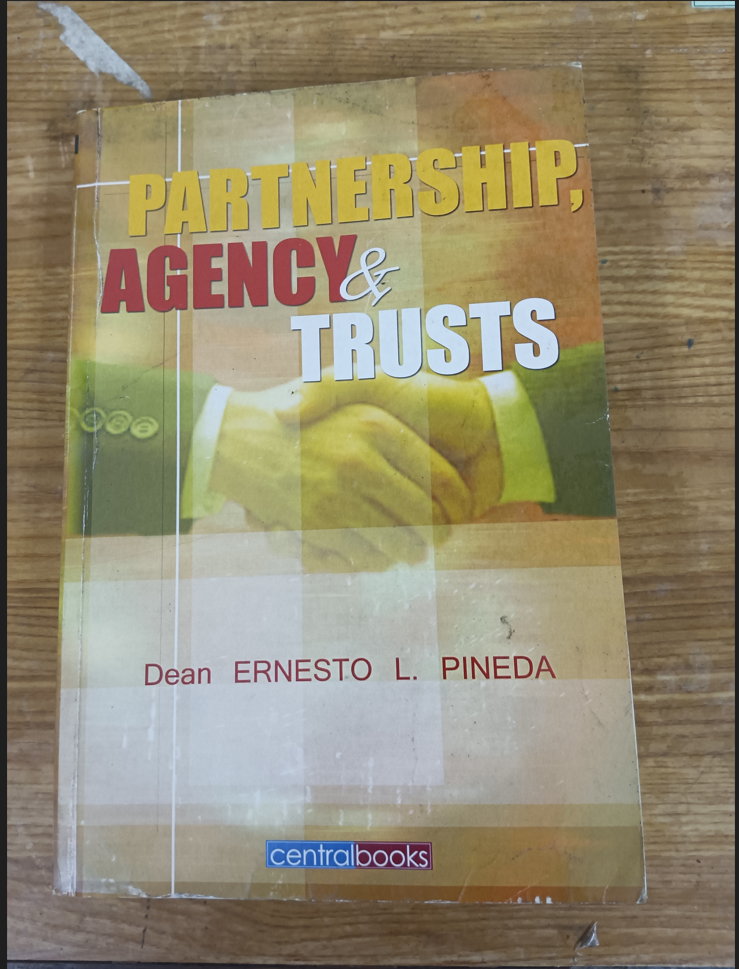 PARTNERSHIP,
AGENCY &
TRUSTS
Dean ERNESTO L. PINEDA
centralbooks